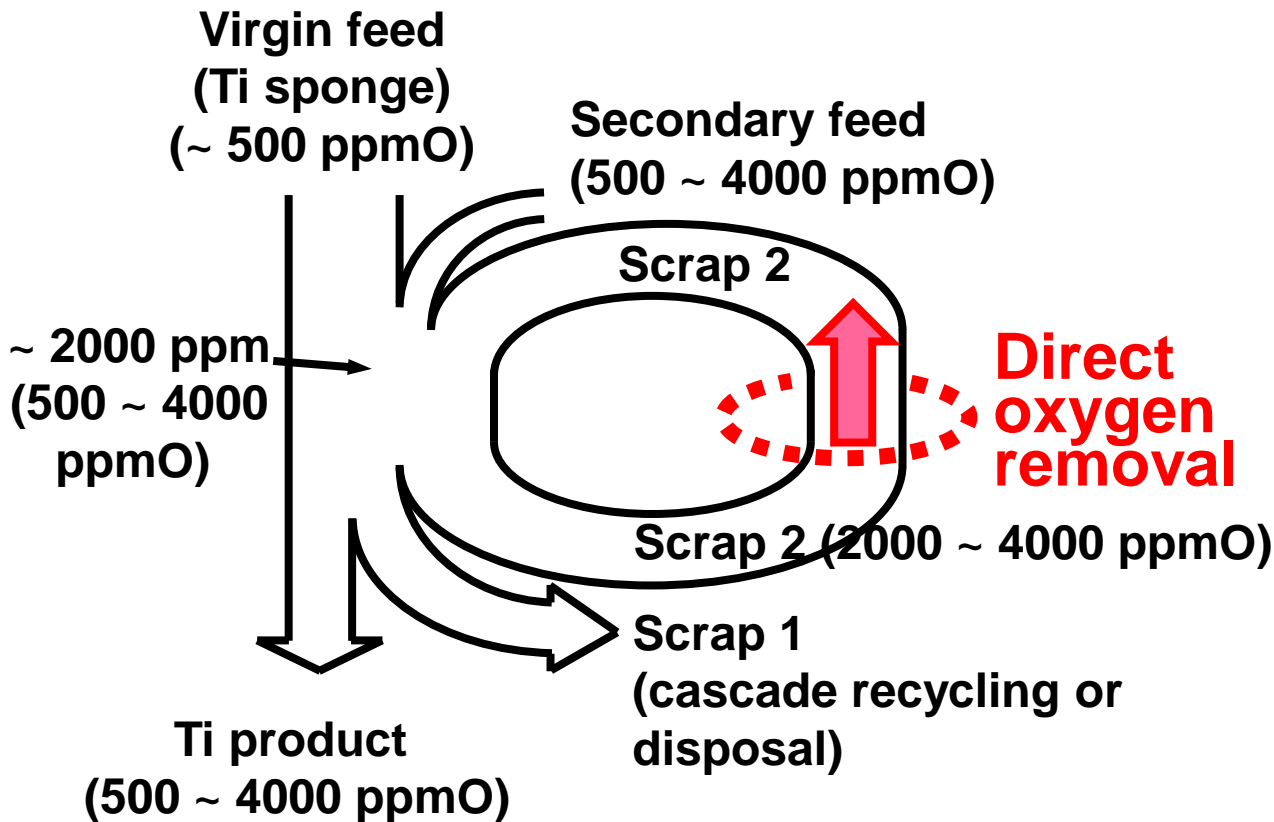 Virgin feed
(Ti sponge)
(~ 500 ppmO)
Secondary feed
(500 ~ 4000 ppmO)
Scrap 2
~ 2000 ppm
(500 ~ 4000
ppmO)
Direct
oxygen
removal
Scrap 2 (2000 ~ 4000 ppmO)
Scrap 1
(cascade recycling or
disposal)
Ti product
(500 ~ 4000 ppmO)